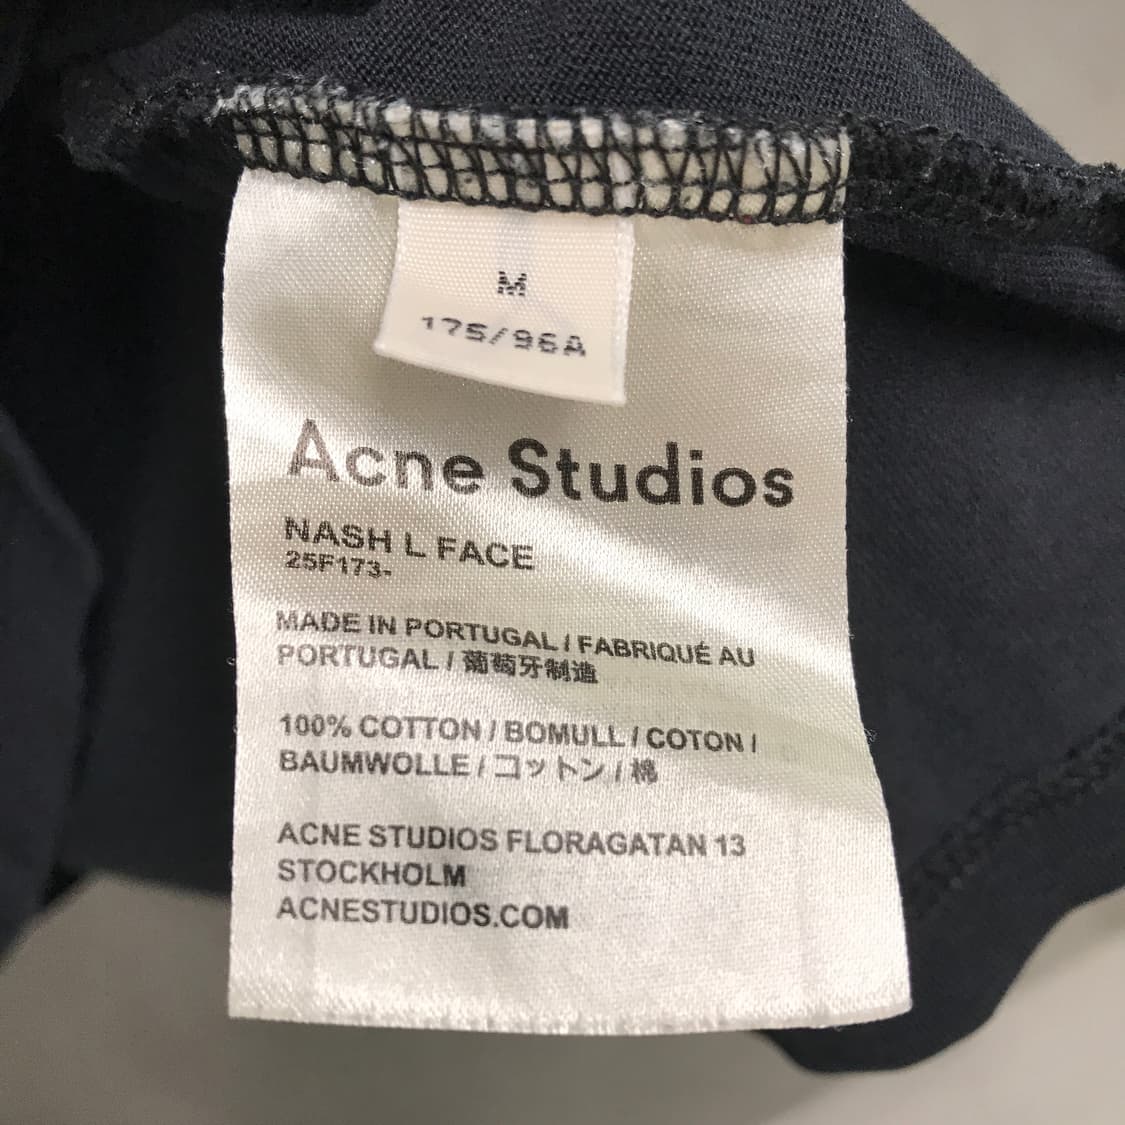 M
175/96A
Acne Studios
NASH L FACE
25F173-
MADE IN PORTUGAL / FABRIQUÉ AU
PORTUGAL / 葡萄牙制造
100% COTTON / BOMULL / COTON /
BAUMWOLLE / コットン / 棉
ACNE STUDIOS FLORAGATAN 13
STOCKHOLM
ACNESTUDIOS.COM